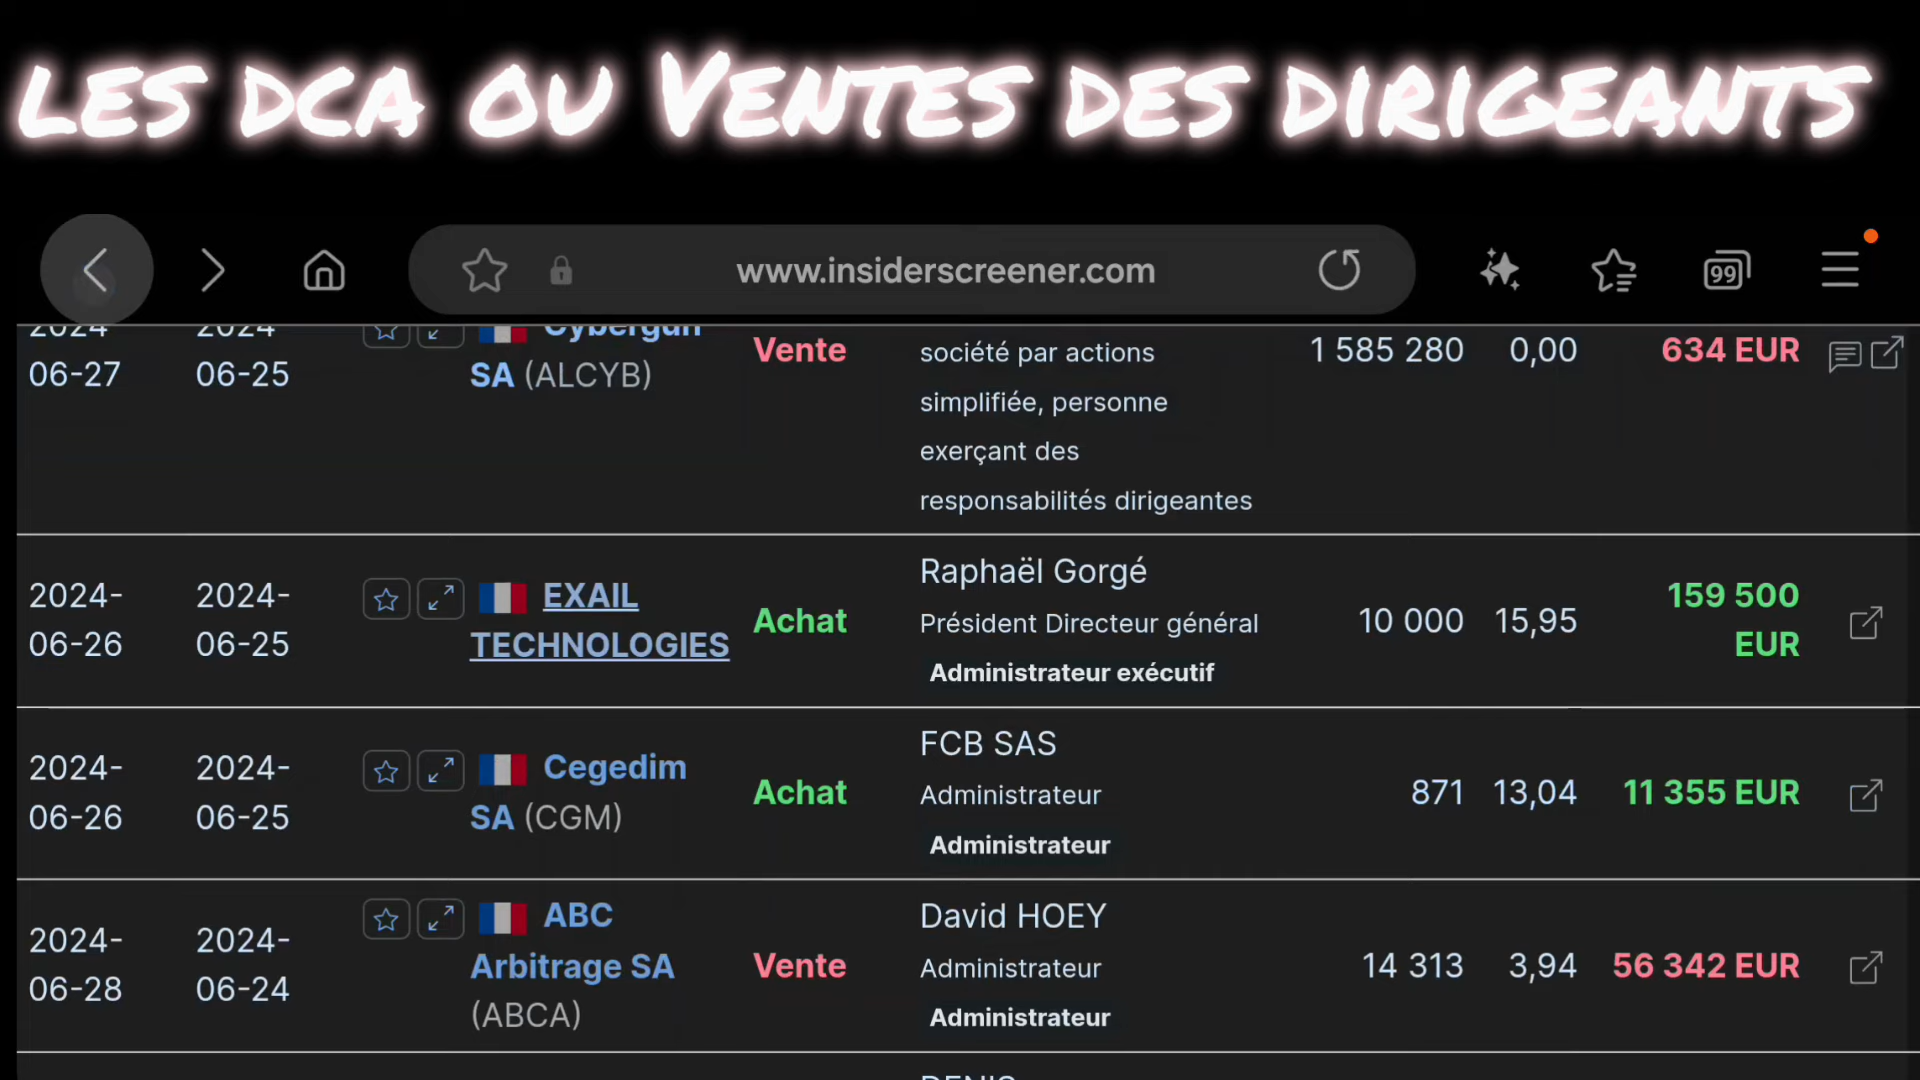 LES DCA OU VENTES DES DIRIGEANTS
www.insiderscreener.com
99
2024- 2024- Cybergun société par actions
06-27 06-25 SA (ALCYB) Vente simplifiée, personne 1 585 280 0,00 634 EUR
exerçant des
responsabilités dirigeantes
Raphaël Gorgé
2024- 2024- EXAIL Achat Président Directeur général 10 000 15,95 159 500
06-26 06-25 TECHNOLOGIES Administrateur exécutif EUR
FCB SAS
2024- 2024- Cegedim Achat Administrateur 871 13,04 11 355 EUR
06-26 06-25 SA (CGM) Administrateur
ABC David HOEY
2024- 2024- Arbitrage SA Vente Administrateur 14 313 3,94 56 342 EUR
06-28 06-24 (ABCA) Administrateur
DENIS